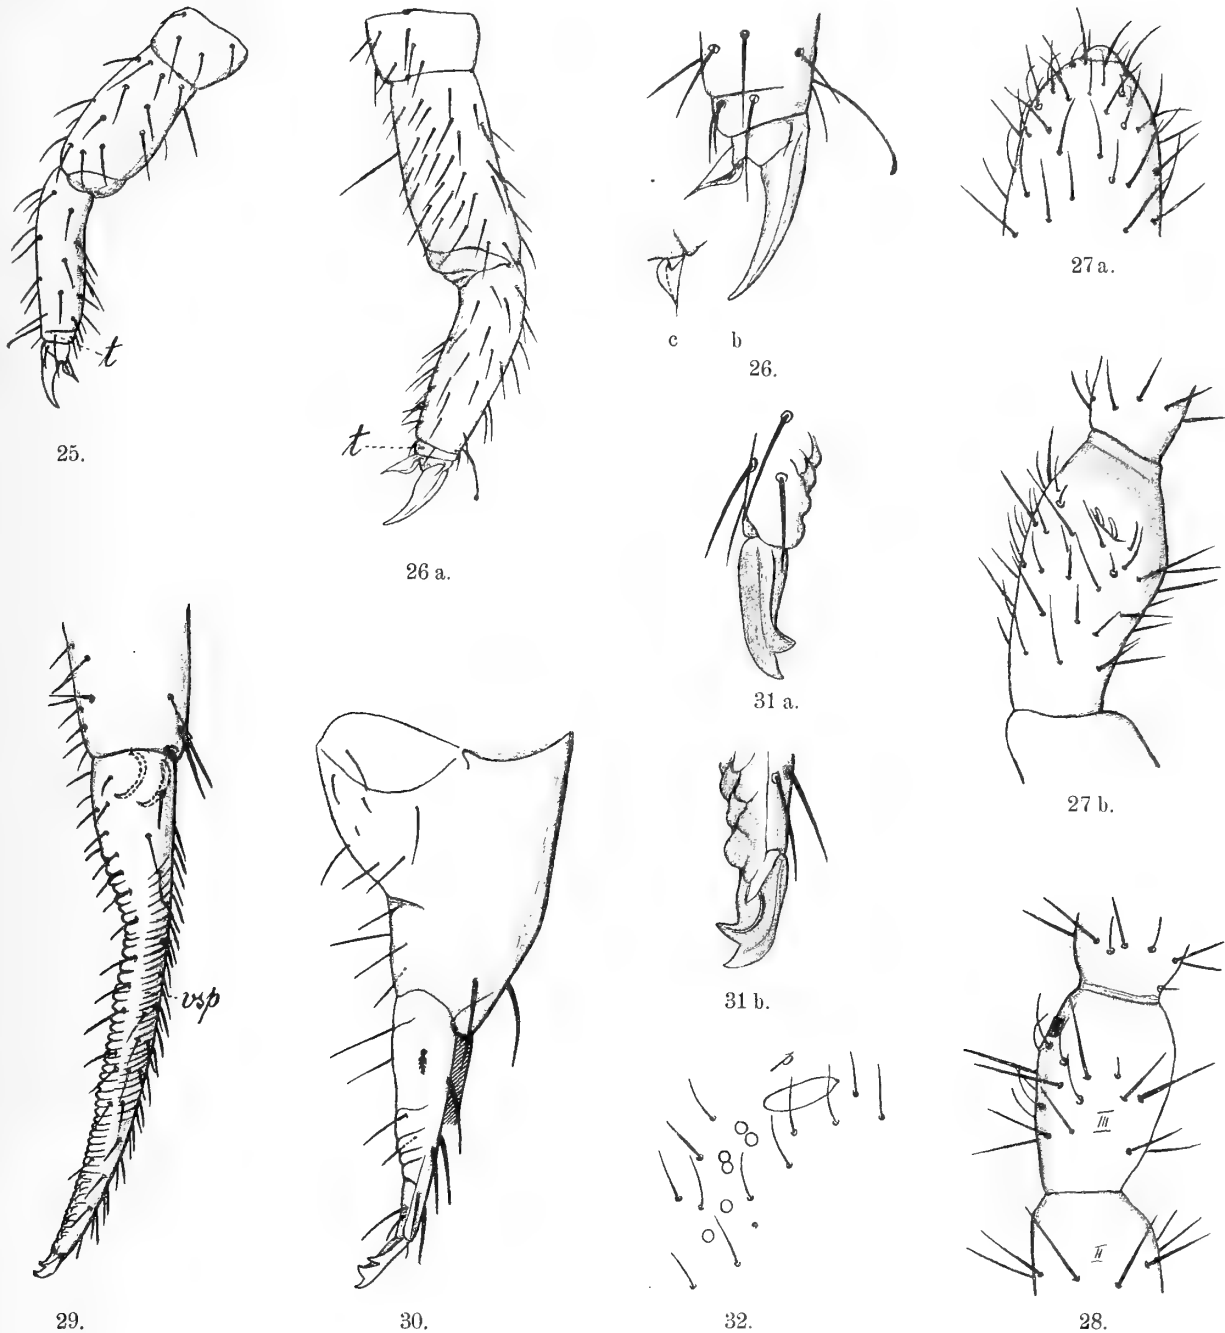 t
25.
t
26 a.
c b
26.
27 a.
31 a.
27 b.
vsp
31 b.
p
III
II
29.
30.
32.
28.